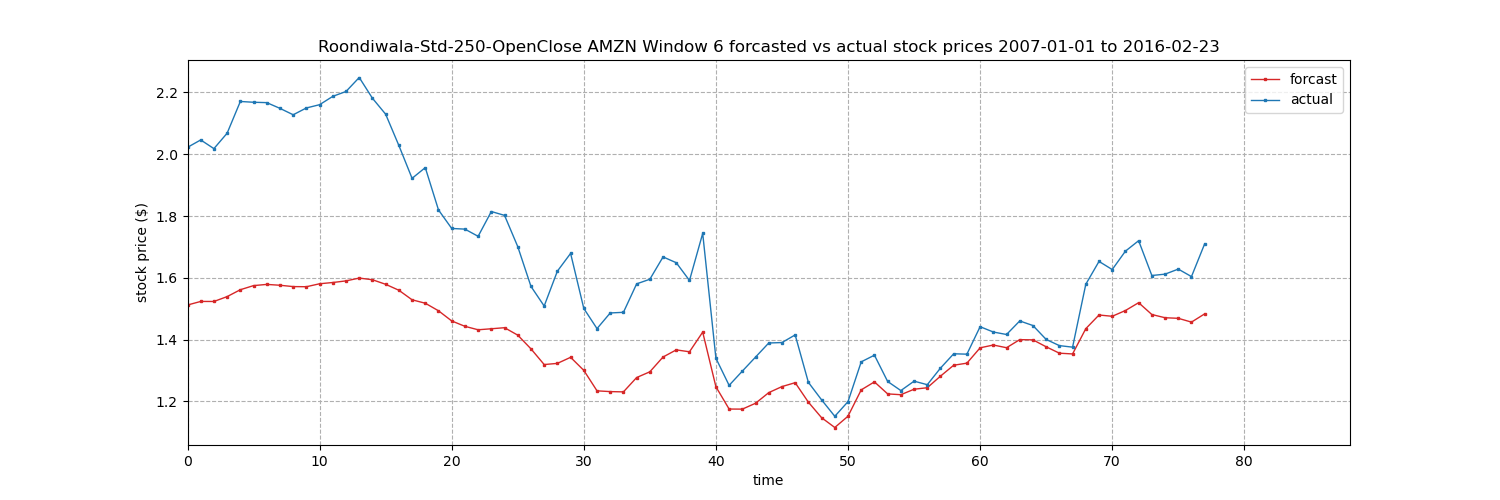 Roondiwala-Std-250-OpenClose AMZN Window 6 forcasted vs actual stock prices 2007-01-01 to 2016-02-23
forcast
actual
stock price ($)
2.2
2.0
1.8
1.6
1.4
1.2
0 10 20 30 40 50 60 70 80
time